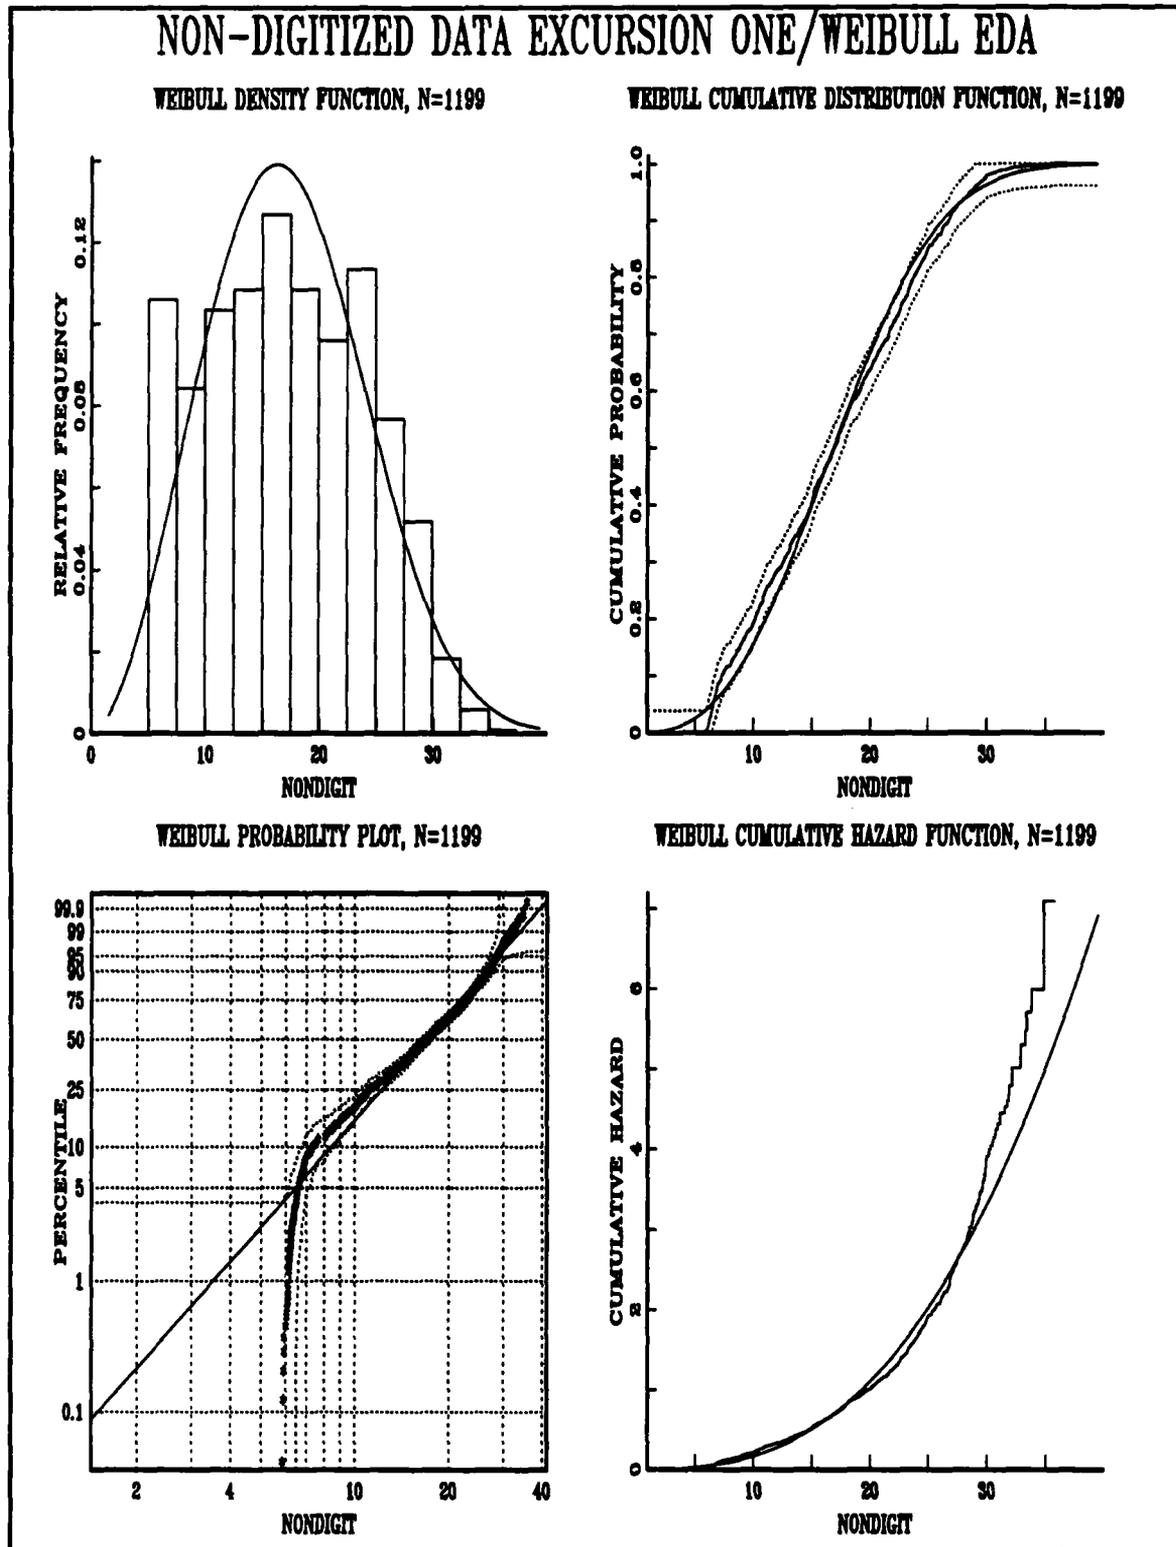 NON-DIGITIZED DATA EXCURSION ONE/WEIBULL EDA
WEIBULL DENSITY FUNCTION, N=1199
RELATIVE FREQUENCY
0.12
0.08
0.04
0
0 10 20 30
NONDIGIT
WEIBULL CUMULATIVE DISTRIBUTION FUNCTION, N=1199
CUMULATIVE PROBABILITY
1.0
0.8
0.6
0.4
0.2
0
10 20 30
NONDIGIT
WEIBULL PROBABILITY PLOT, N=1199
PERCENTILE
99.9
99
95
90
75
50
25
10
5
1
0.1
2 4 10 20 40
NONDIGIT
WEIBULL CUMULATIVE HAZARD FUNCTION, N=1199
CUMULATIVE HAZARD
6
4
2
0
10 20 30
NONDIGIT